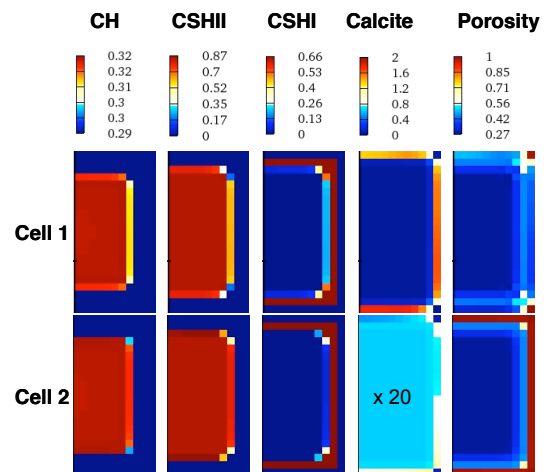 CH CSHII CSHI Calcite Porosity
0.32 0.87 0.66 2 1
0.32 0.7 0.53 1.6 0.85
0.31 0.52 0.4 1.2 0.71
0.3 0.35 0.26 0.8 0.56
0.3 0.17 0.13 0.4 0.42
0.29 0 0 0 0.27
Cell 1
Cell 2
x 20